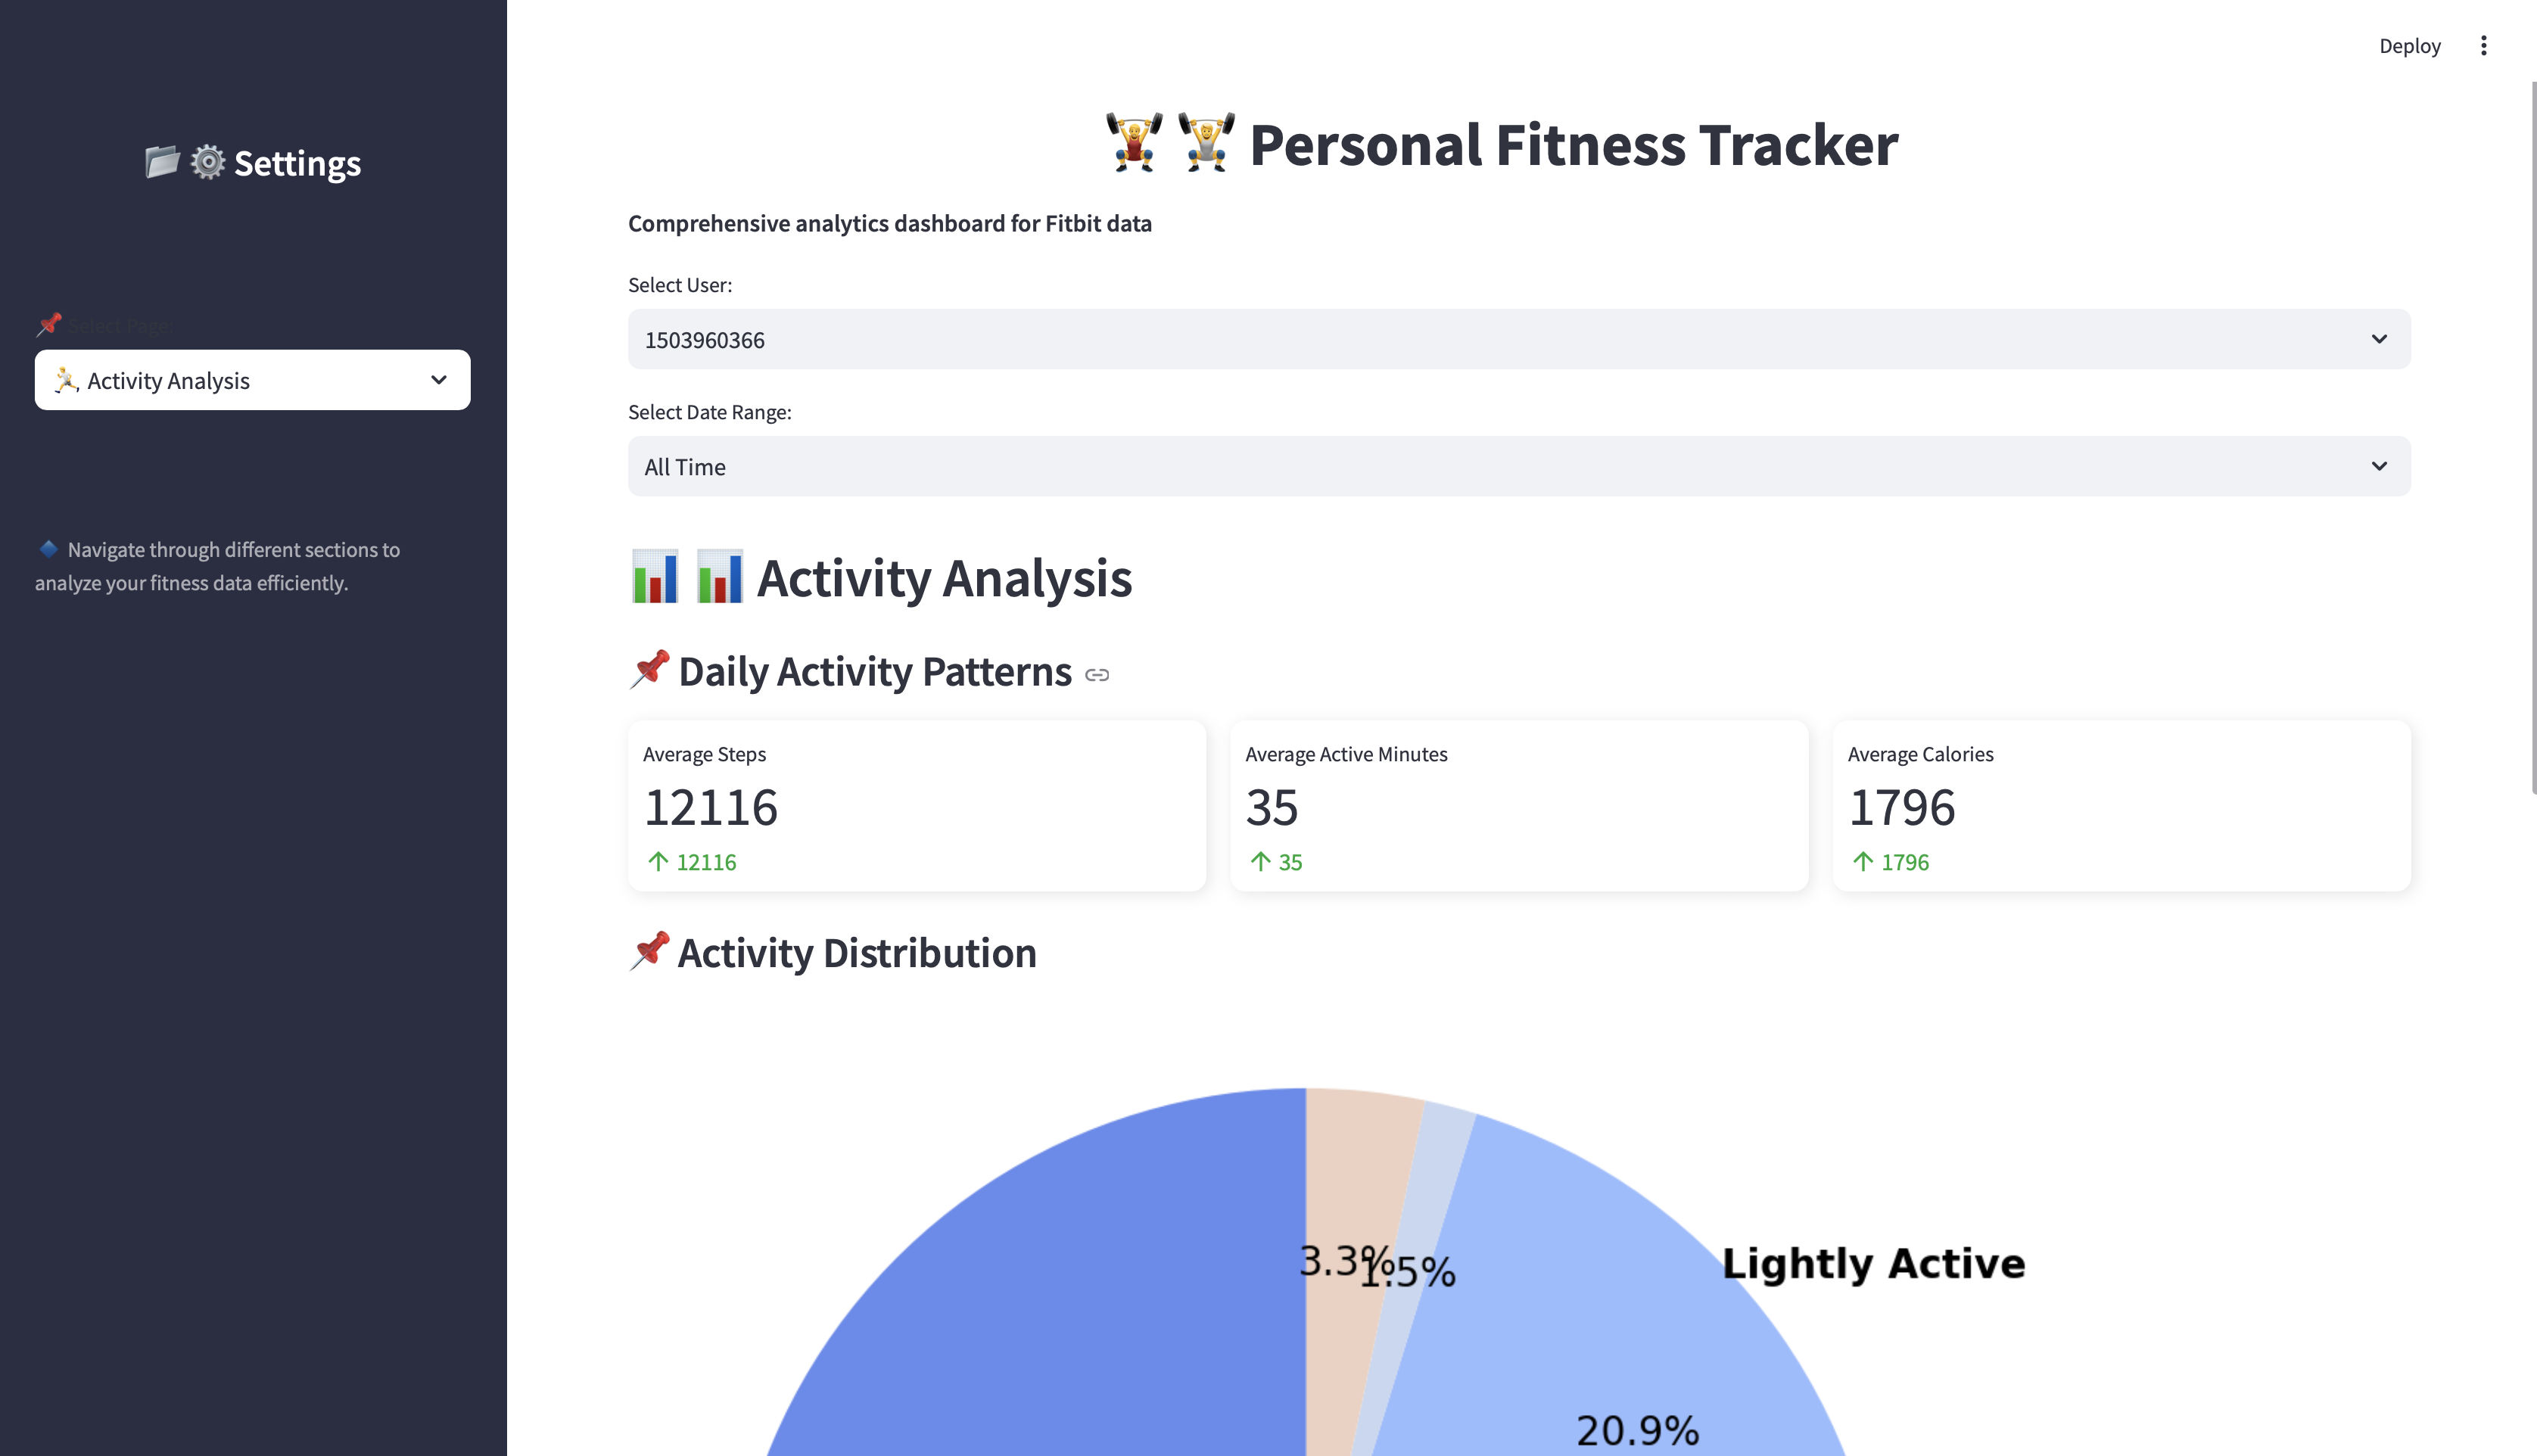 Deploy
Settings
Select Page:
Activity Analysis
Navigate through different sections to
analyze your fitness data efficiently.
Personal Fitness Tracker
Comprehensive analytics dashboard for Fitbit data
Select User:
1503960366
Select Date Range:
All Time
Activity Analysis
Daily Activity Patterns
Average Steps
12116
12116
Average Active Minutes
35
35
Average Calories
1796
1796
Activity Distribution
3.3%
1.5%
Lightly Active
20.9%